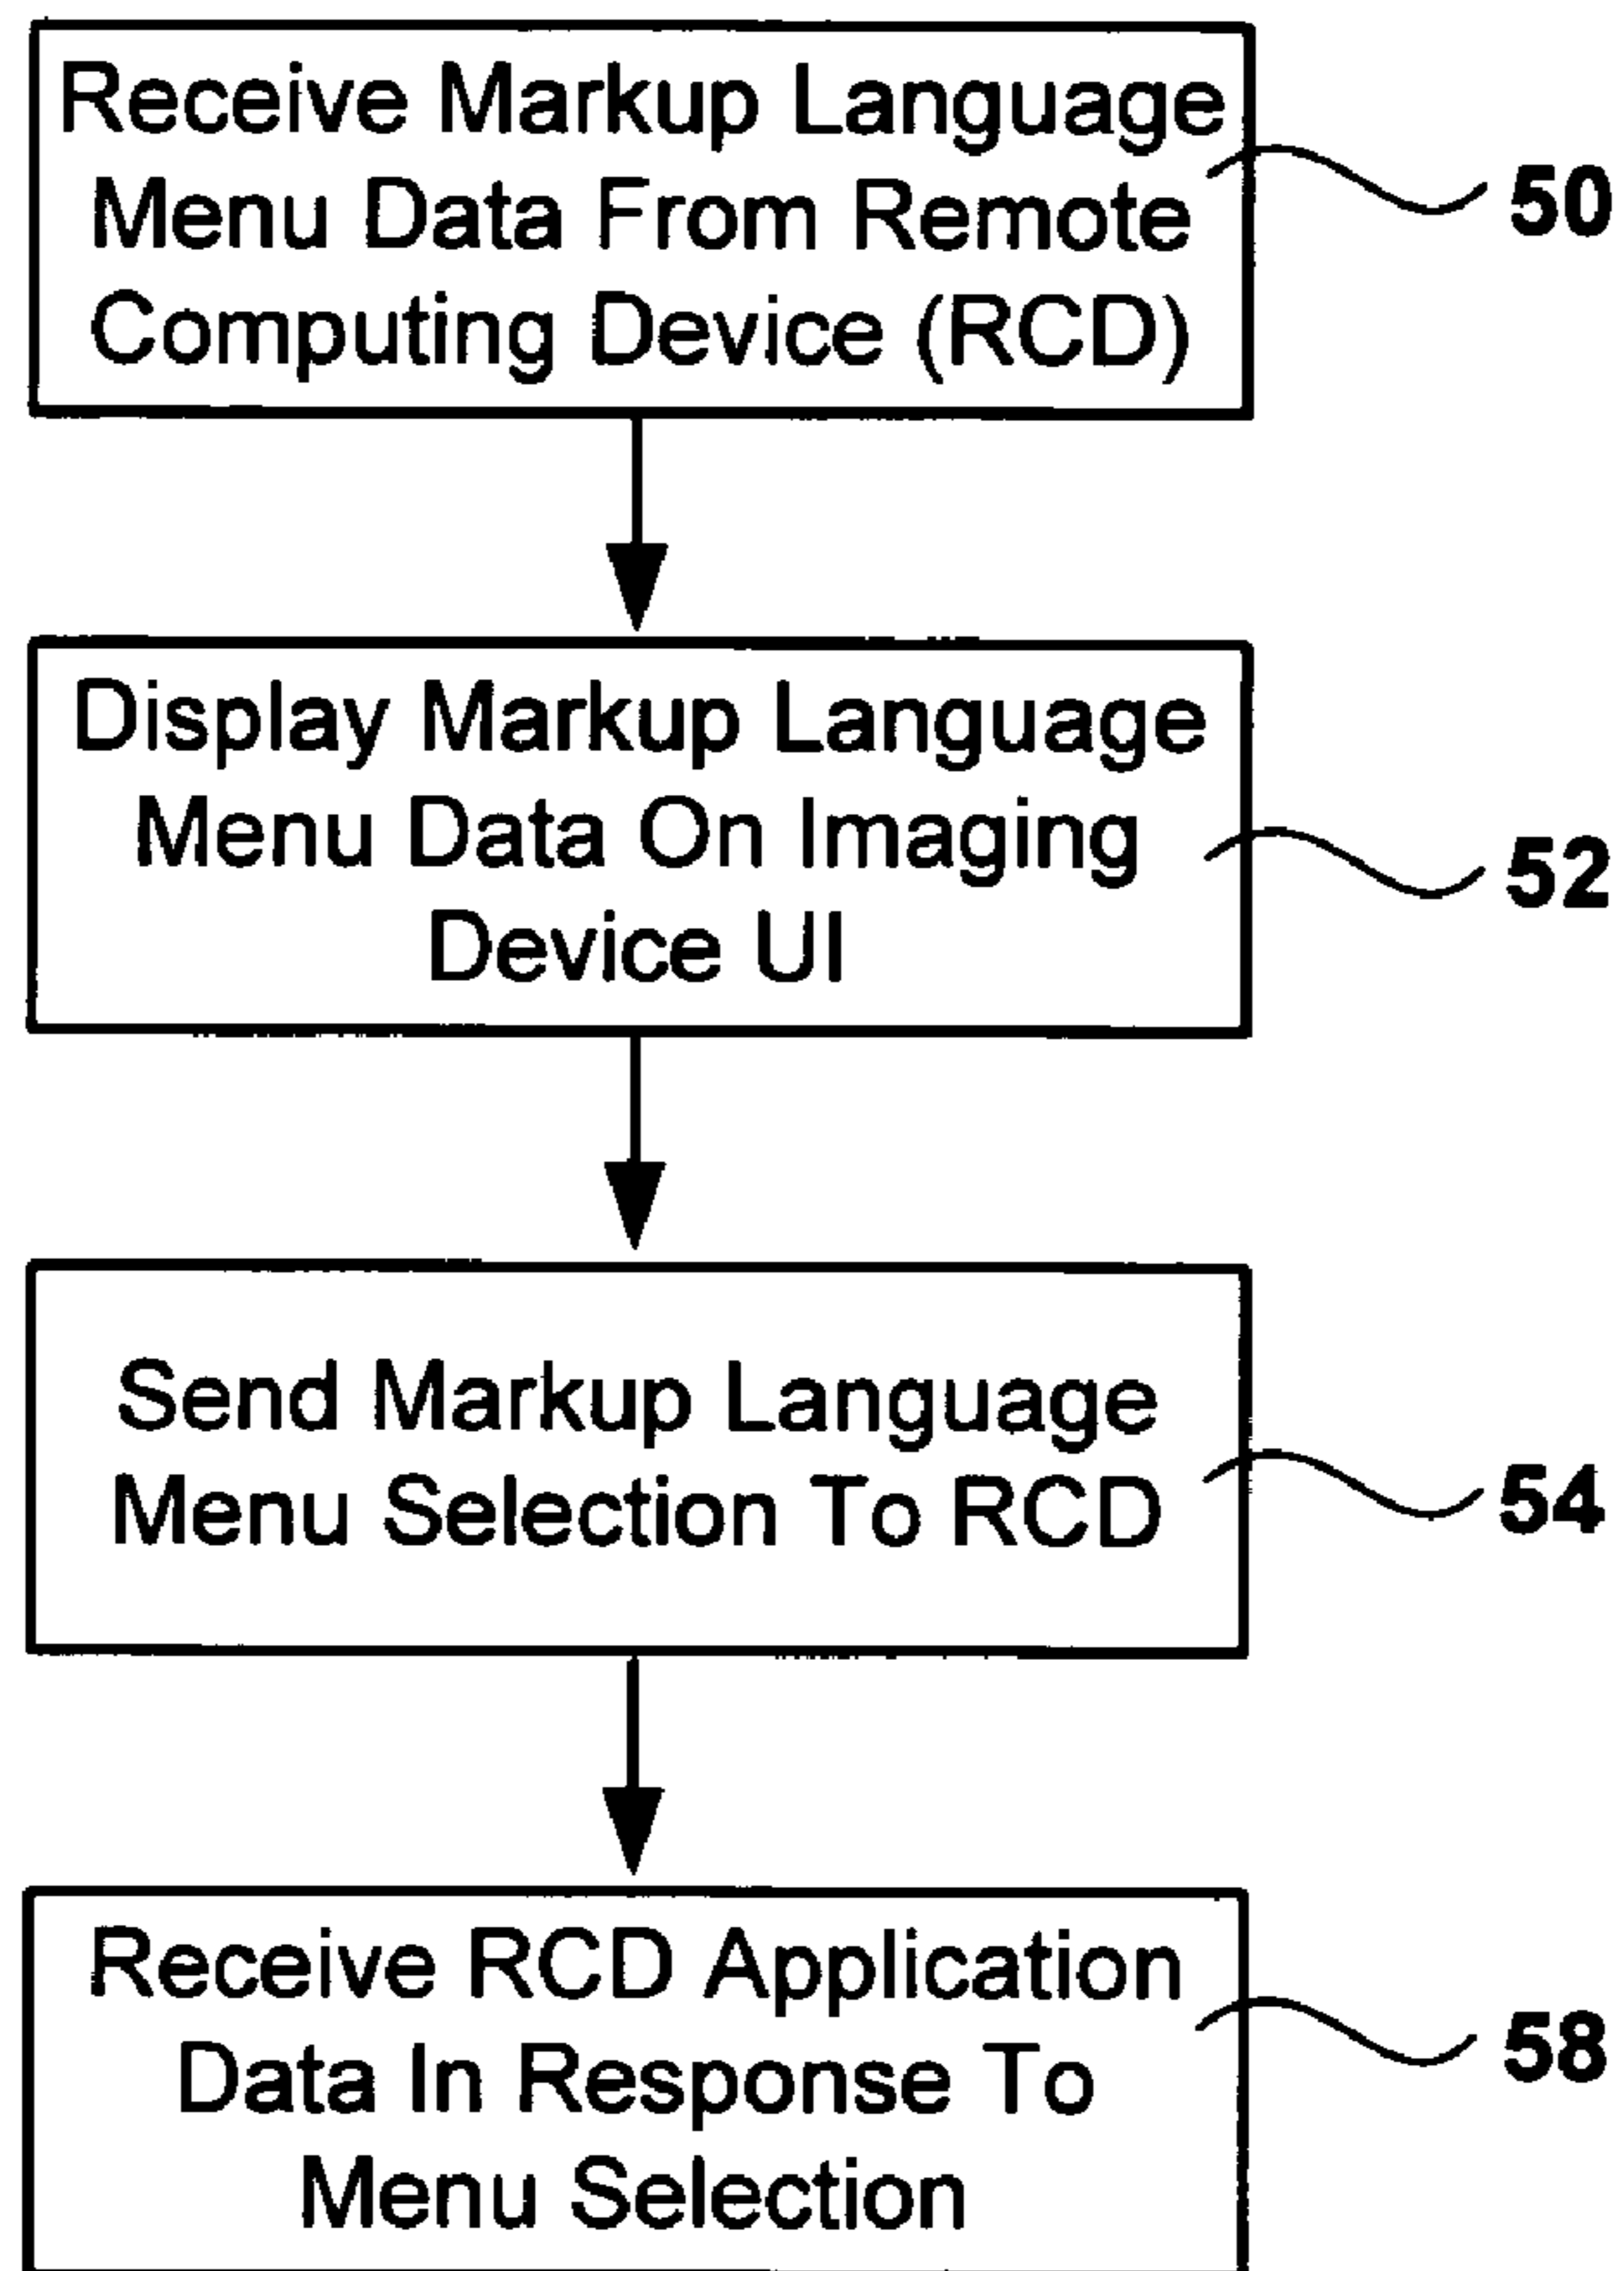 Receive Markup Language
Menu Data From Remote
Computing Device (RCD)
50
Display Markup Language
Menu Data On Imaging
Device UI
52
Send Markup Language
Menu Selection To RCD
54
Receive RCD Application
Data In Response To
Menu Selection
58